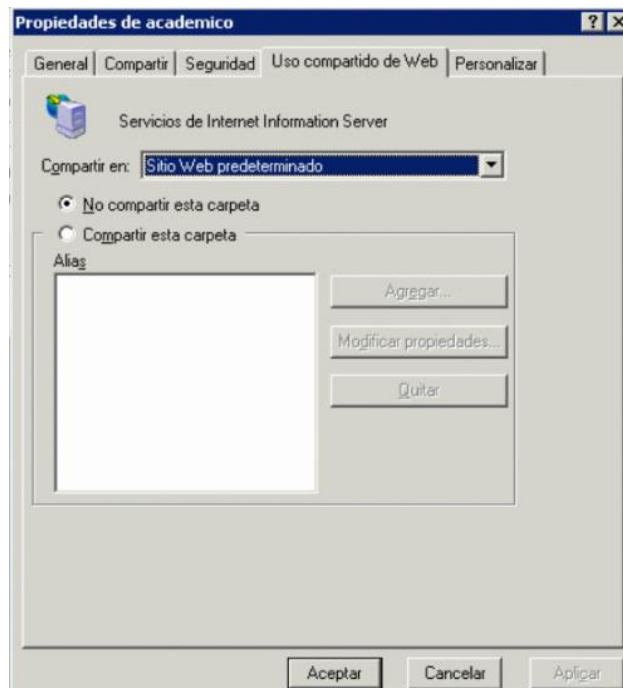 Propiedades de academico
General Compartir Seguridad Uso compartido de Web Personalizar
Servicios de Internet Information Server
Compartir en: Sitio Web predeterminado
No compartir esta carpeta
Compartir esta carpeta
Alias
Agregar...
Modificar propiedades...
Quitar
Aceptar Cancelar Aplicar